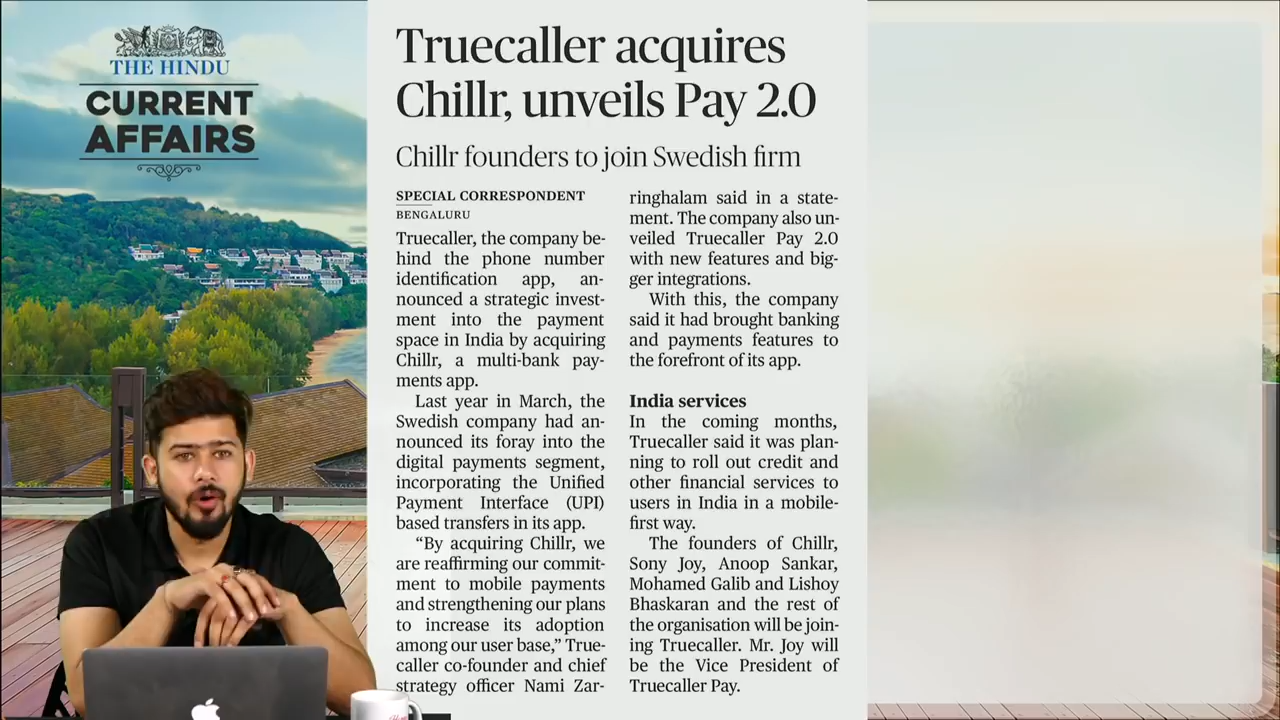 THE HINDU
CURRENT
AFFAIRS
Truecaller acquires
Chillr, unveils Pay 2.0
Chillr founders to join Swedish firm
SPECIAL CORRESPONDENT
BENGALURU
Truecaller, the company be-
hind the phone number
identification app, an-
nounced a strategic invest-
ment into the payment
space in India by acquiring
Chillr, a multi-bank pay-
ments app.
Last year in March, the
Swedish company had an-
nounced its foray into the
digital payments segment,
incorporating the Unified
Payment Interface (UPI)
based transfers in its app.
“By acquiring Chillr, we
are reaffirming our commit-
ment to mobile payments
and strengthening our plans
to increase its adoption
among our user base,” True-
caller co-founder and chief
strategy officer Nami Zar-
ringhalam said in a state-
ment. The company also un-
veiled Truecaller Pay 2.0
with new features and big-
ger integrations.
With this, the company
said it had brought banking
and payments features to
the forefront of its app.
India services
In the coming months,
Truecaller said it was plan-
ning to roll out credit and
other financial services to
users in India in a mobile-
first way.
The founders of Chillr,
Sony Joy, Anoop Sankar,
Mohamed Galib and Lishoy
Bhaskaran and the rest of
the organisation will be join-
ing Truecaller. Mr. Joy will
be the Vice President of
Truecaller Pay.